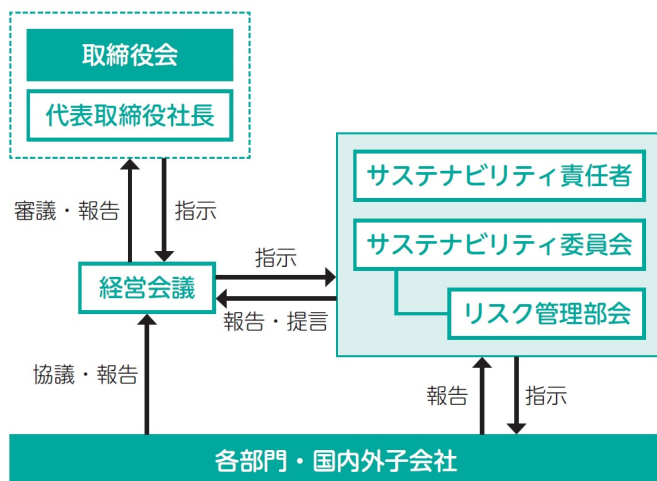 取締役会
代表取締役社長
審議・報告
指示
サステナビリティ責任者
サステナビリティ委員会
リスク管理部会
経営会議
指示
報告・提言
協議・報告
報告
指示
各部門・国内外子会社